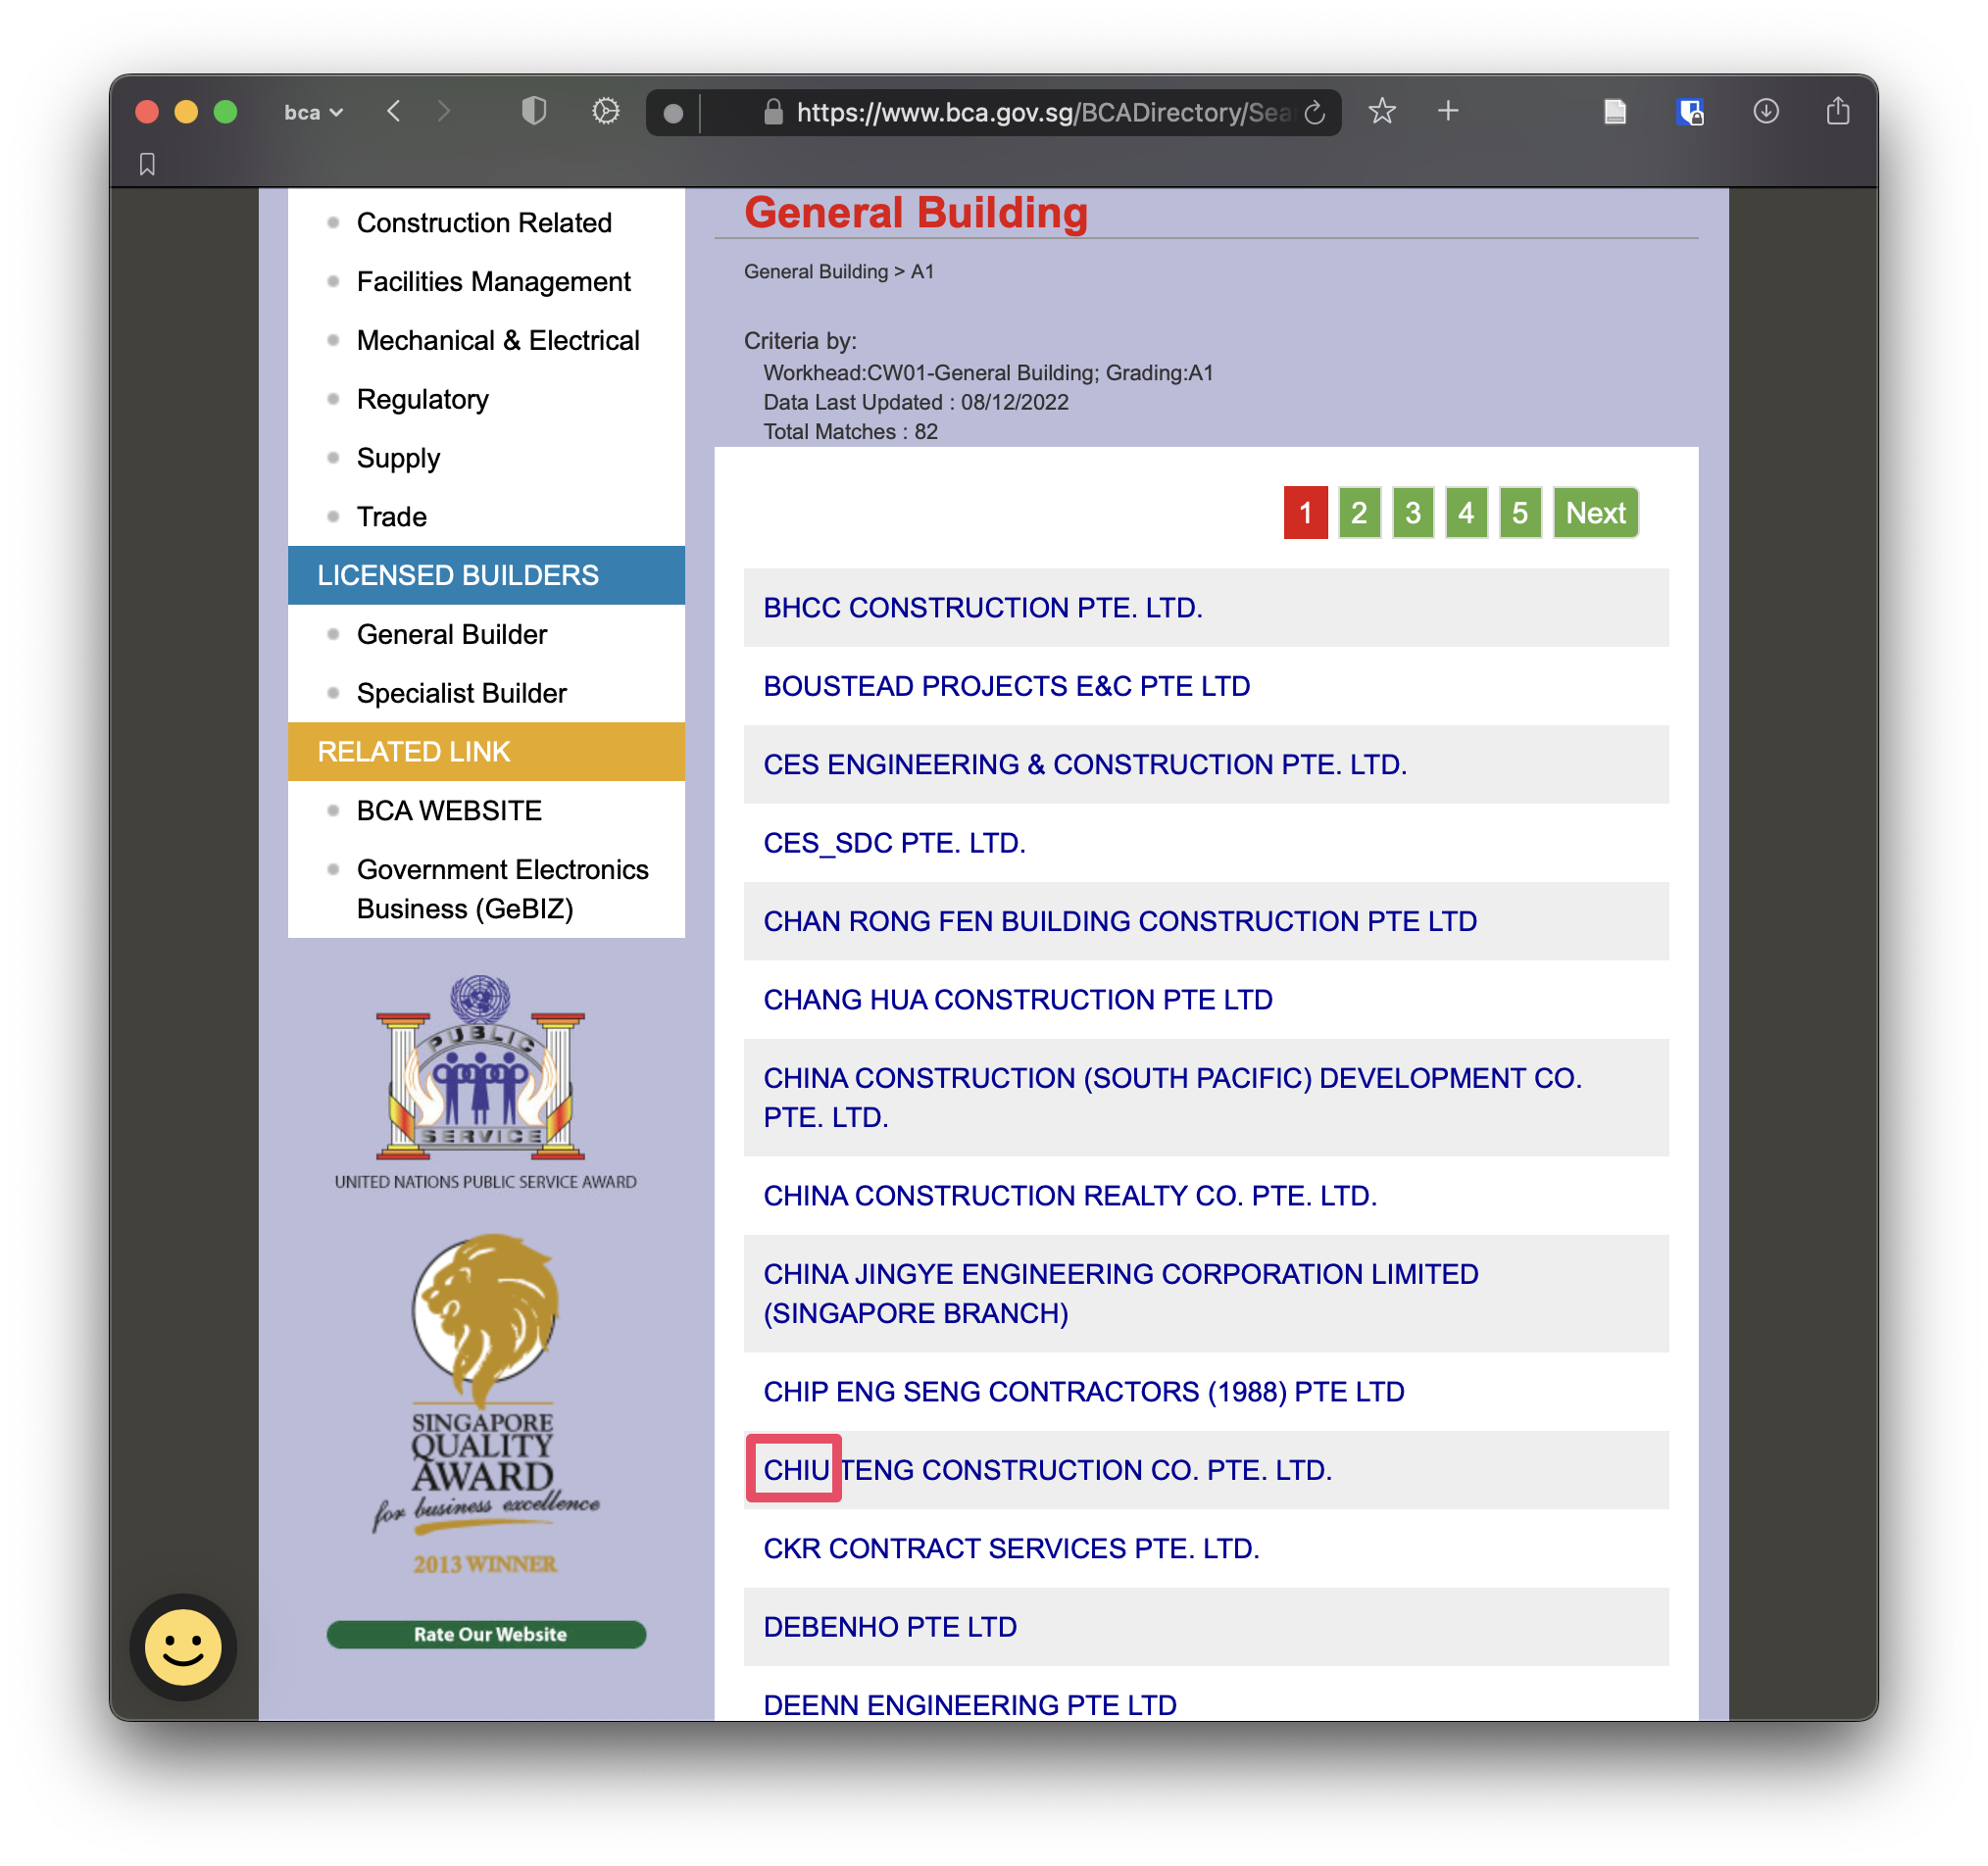 bca
https://www.bca.gov.sg/BCADirectory/Sea
Construction Related
Facilities Management
Mechanical & Electrical
Regulatory
Supply
Trade
LICENSED BUILDERS
General Builder
Specialist Builder
RELATED LINK
BCA WEBSITE
Government Electronics
Business (GeBIZ)
PUBLIC
SERVICE
UNITED NATIONS PUBLIC SERVICE AWARD
SINGAPORE
QUALITY
AWARD
for business excellence
2013 WINNER
Rate Our Website
General Building
General Building > A1
Criteria by:
Workhead:CW01-General Building; Grading:A1
Data Last Updated : 08/12/2022
Total Matches : 82
1 2 3 4 5 Next
BHCC CONSTRUCTION PTE. LTD.
BOUSTEAD PROJECTS E&C PTE LTD
CES ENGINEERING & CONSTRUCTION PTE. LTD.
CES_SDC PTE. LTD.
CHAN RONG FEN BUILDING CONSTRUCTION PTE LTD
CHANG HUA CONSTRUCTION PTE LTD
CHINA CONSTRUCTION (SOUTH PACIFIC) DEVELOPMENT CO.
PTE. LTD.
CHINA CONSTRUCTION REALTY CO. PTE. LTD.
CHINA JINGYE ENGINEERING CORPORATION LIMITED
(SINGAPORE BRANCH)
CHIP ENG SENG CONTRACTORS (1988) PTE LTD
CHIU TENG CONSTRUCTION CO. PTE. LTD.
CKR CONTRACT SERVICES PTE. LTD.
DEBENHO PTE LTD
DEENN ENGINEERING PTE LTD